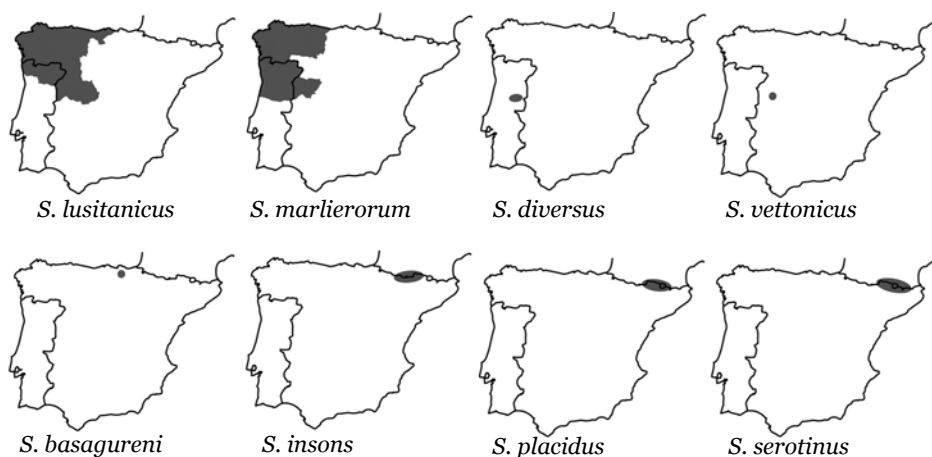 S. lusitanicus
S. marlierorum
S. diversus
S. vettonicus
S. basagureni
S. insons
S. placidus
S. serotinus